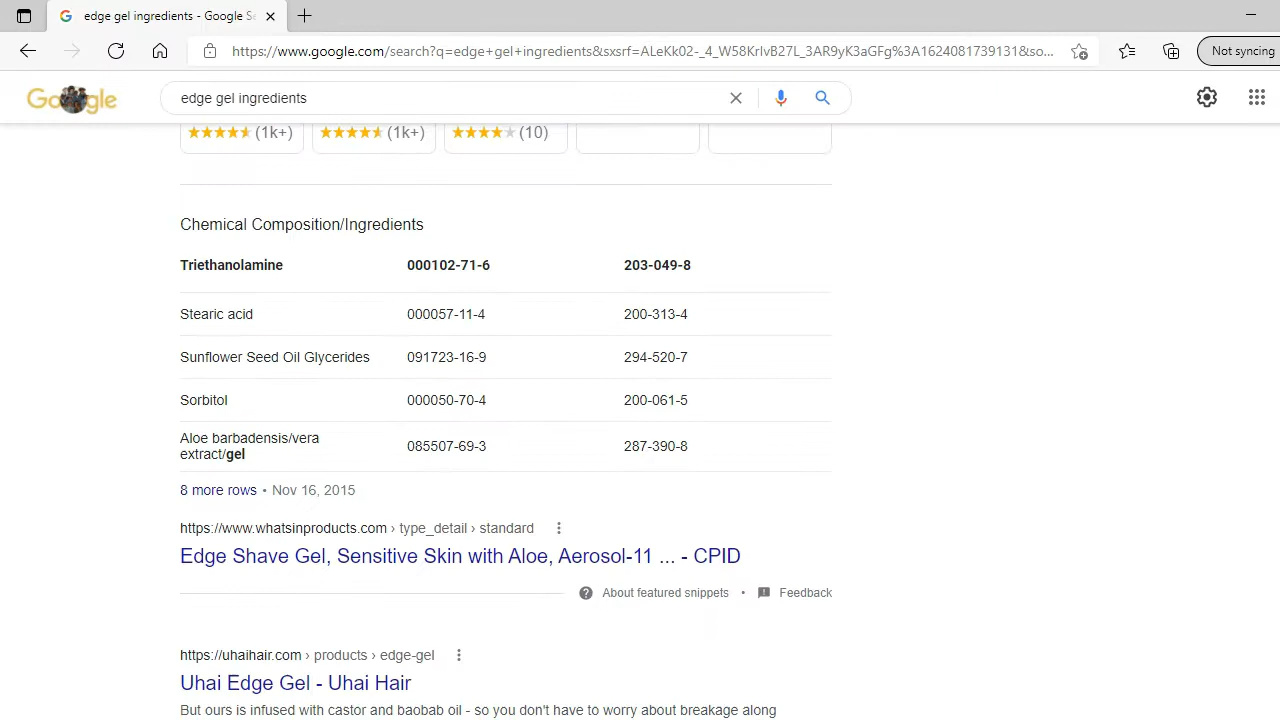 edge gel ingredients - Google Se
https://www.google.com/search?q=edge+gel+ingredients&sxsrf=ALeKk02-_4_W58KrlvB27L_3AR9yK3aGFg%3A1624081739131&so...
Not syncing
Google
edge gel ingredients
(1k+) (1k+) (10)
Chemical Composition/Ingredients
Triethanolamine 000102-71-6 203-049-8
Stearic acid 000057-11-4 200-313-4
Sunflower Seed Oil Glycerides 091723-16-9 294-520-7
Sorbitol 000050-70-4 200-061-5
Aloe barbadensis/vera
extract/gel 085507-69-3 287-390-8
8 more rows • Nov 16, 2015
https://www.whatsinproducts.com › type_detail › standard
Edge Shave Gel, Sensitive Skin with Aloe, Aerosol-11 ... - CPID
About featured snippets • Feedback
https://uhaihair.com › products › edge-gel
Uhai Edge Gel - Uhai Hair
But ours is infused with castor and baobab oil - so you don't have to worry about breakage along